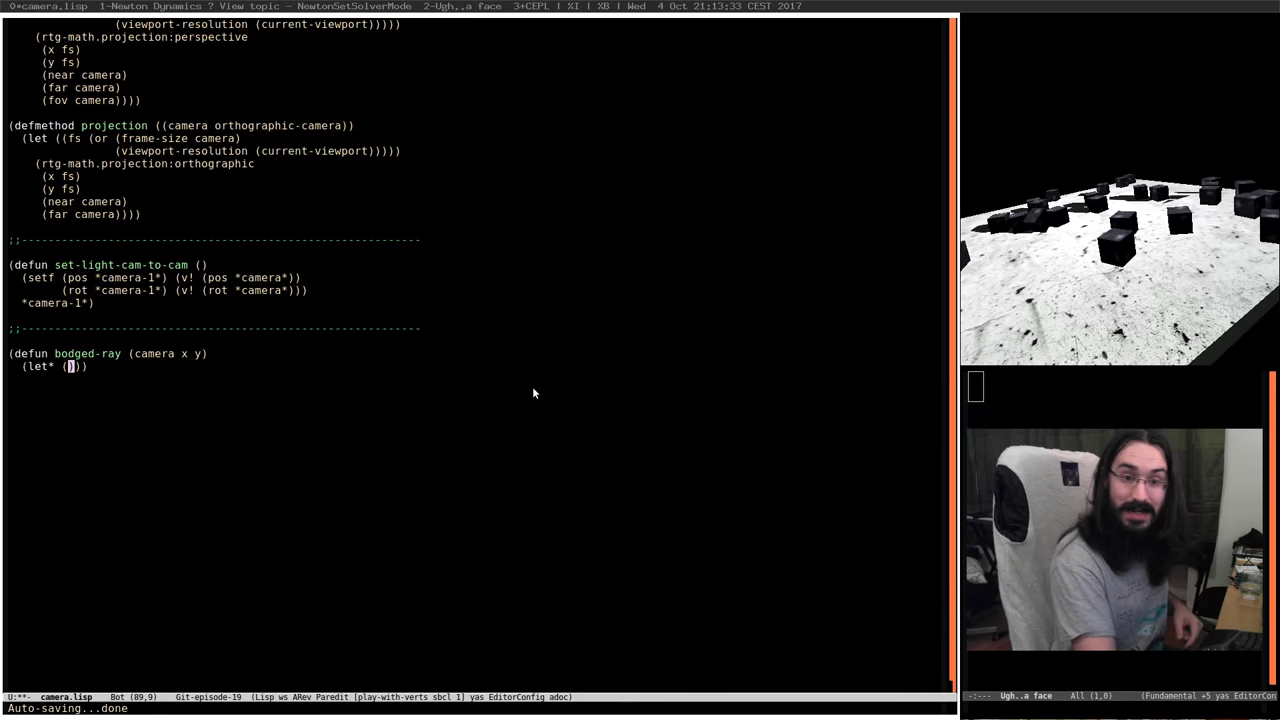 0*camera.lisp  1-Newton Dynamics ? View topic - NewtonSetSolverMode  2-Ugh..a face  3+CEPL | XI | XB | Wed  4 Oct 21:13:33 CEST 2017
(viewport-resolution (current-viewport)))))
(rtg-math.projection:perspective
(x fs)
(y fs)
(near camera)
(far camera)
(fov camera))))
(defmethod projection ((camera orthographic-camera))
(let ((fs (or (frame-size camera)
(viewport-resolution (current-viewport)))))
(rtg-math.projection:orthographic
(x fs)
(y fs)
(near camera)
(far camera))))
;;------------------------------------------------------------
(defun set-light-cam-to-cam ()
(setf (pos *camera-1*) (v! (pos *camera*))
(rot *camera-1*) (v! (rot *camera*)))
*camera-1*)
;;------------------------------------------------------------
(defun bodged-ray (camera x y)
(let* ()))
U:**-  camera.lisp   Bot (89,9)   Git-episode-19  (Lisp ws ARev Paredit [play-with-verts sbcl 1] yas EditorConfig adoc)
Auto-saving...done
-:---  Ugh..a face   All (1,0)   (Fundamental +5 yas EditorCon